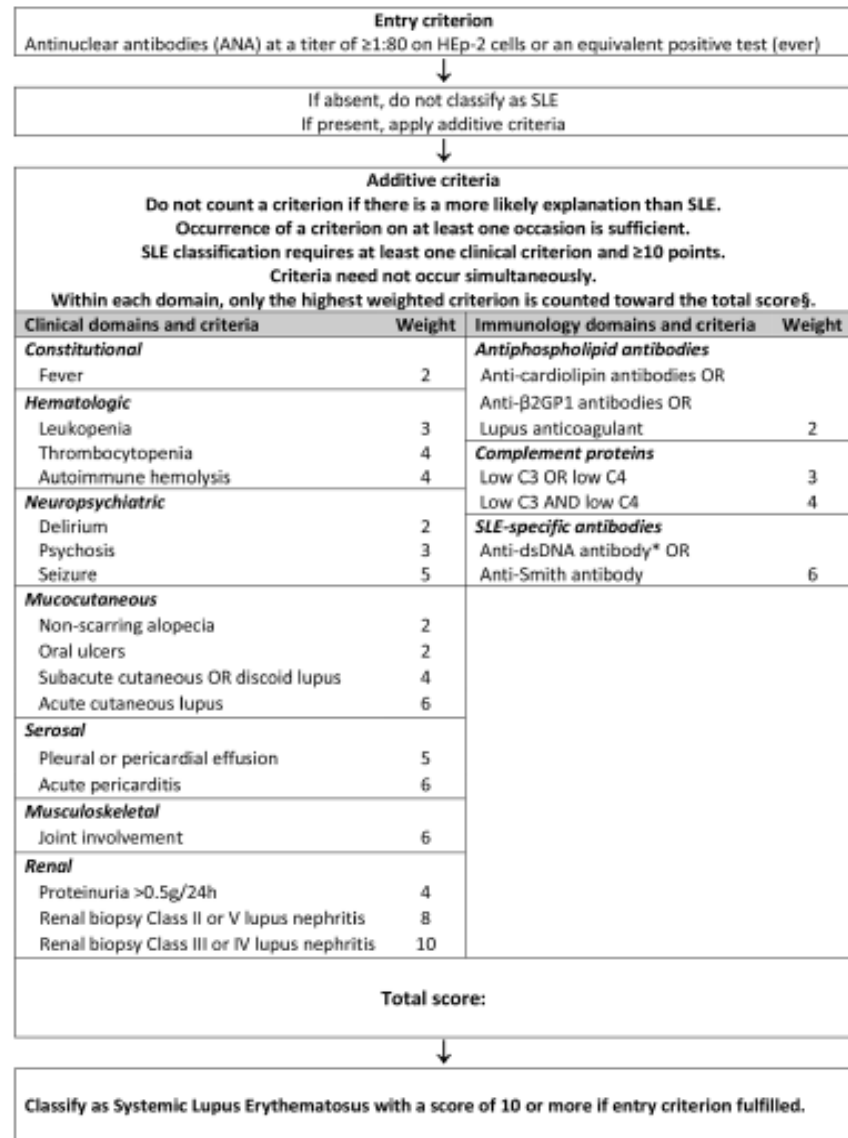 Entry criterion
Antinuclear antibodies (ANA) at a titer of ≥1:80 on HEp-2 cells or an equivalent positive test (ever)
↓
If absent, do not classify as SLE
If present, apply additive criteria
↓
Additive criteria
Do not count a criterion if there is a more likely explanation than SLE.
Occurrence of a criterion on at least one occasion is sufficient.
SLE classification requires at least one clinical criterion and ≥10 points.
Criteria need not occur simultaneously.
Within each domain, only the highest weighted criterion is counted toward the total score§.
Clinical domains and criteria Weight Immunology domains and criteria Weight
Constitutional Antiphospholipid antibodies
Fever 2 Anti-cardiolipin antibodies OR
Hematologic Anti-β2GP1 antibodies OR
Leukopenia 3 Lupus anticoagulant 2
Thrombocytopenia 4 Complement proteins
Autoimmune hemolysis 4 Low C3 OR low C4 3
Neuropsychiatric Low C3 AND low C4 4
Delirium 2 SLE-specific antibodies
Psychosis 3 Anti-dsDNA antibody* OR
Seizure 5 Anti-Smith antibody 6
Mucocutaneous
Non-scarring alopecia 2
Oral ulcers 2
Subacute cutaneous OR discoid lupus 4
Acute cutaneous lupus 6
Serosal
Pleural or pericardial effusion 5
Acute pericarditis 6
Musculoskeletal
Joint involvement 6
Renal
Proteinuria >0.5g/24h 4
Renal biopsy Class II or V lupus nephritis 8
Renal biopsy Class III or IV lupus nephritis 10
Total score:
↓
Classify as Systemic Lupus Erythematosus with a score of 10 or more if entry criterion fulfilled.